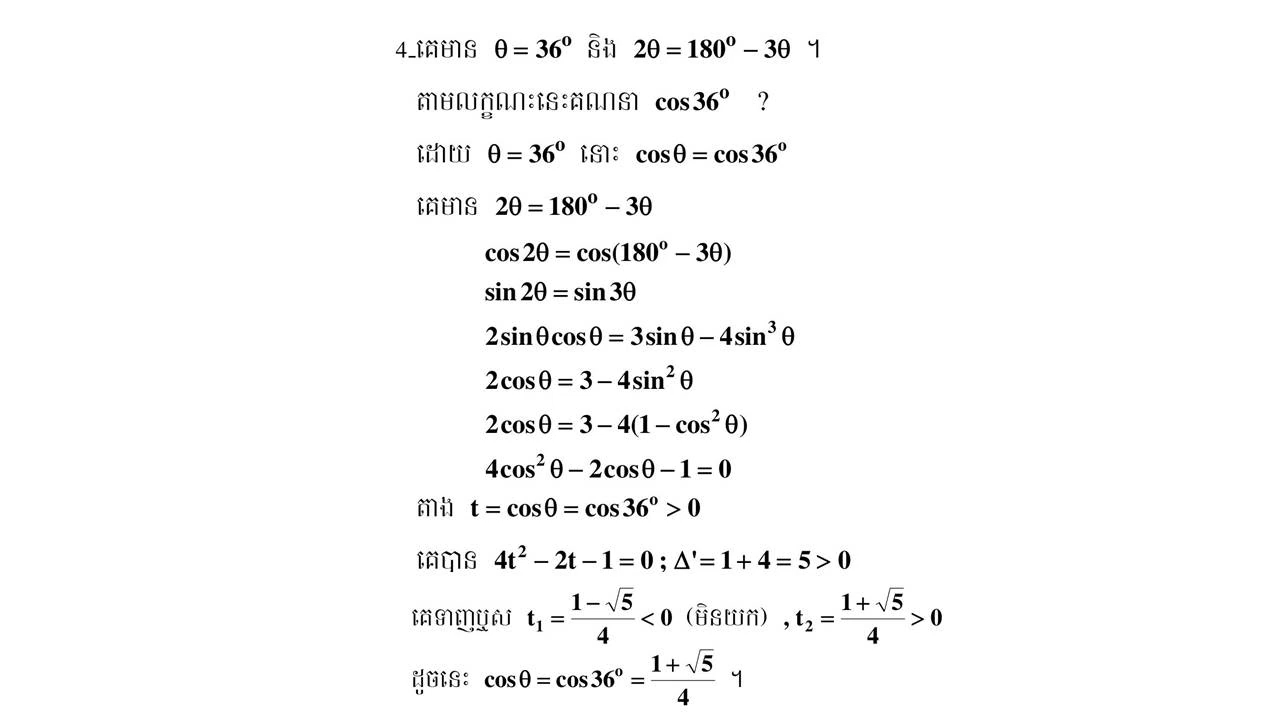 4_គេមាន θ = 36° និង 2θ = 180° − 3θ ។
តាមលក្ខណះនេះគណនា cos 36° ?
ដោយ θ = 36° នោះ cos θ = cos 36°
គេមាន 2θ = 180° − 3θ
cos 2θ = cos(180° − 3θ)
sin 2θ = sin 3θ
2 sin θ cos θ = 3 sin θ − 4 sin³ θ
2 cos θ = 3 − 4 sin² θ
2 cos θ = 3 − 4(1 − cos² θ)
4 cos² θ − 2 cos θ − 1 = 0
តាង t = cos θ = cos 36° > 0
គេបាន 4t² − 2t − 1 = 0 ; Δ' = 1 + 4 = 5 > 0
គេទាញឫស t₁ = (1 − √5)/4 < 0 (មិនយក) , t₂ = (1 + √5)/4 > 0
ដូចនេះ cos θ = cos 36° = (1 + √5)/4 ។